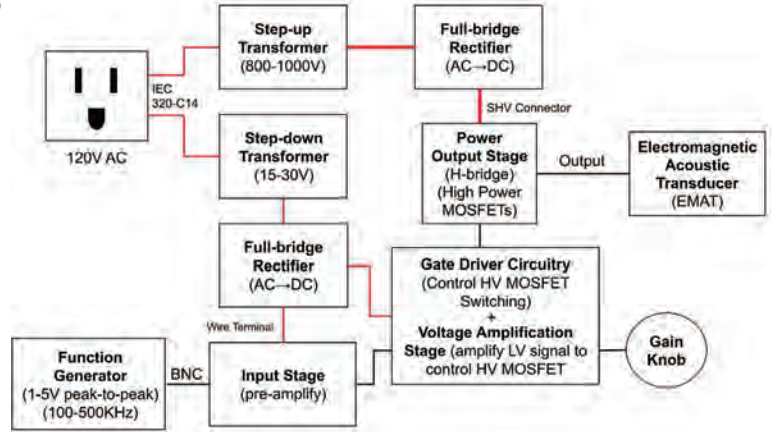 Step-up
Transformer
(800-1000V)
Full-bridge
Rectifier
(AC→DC)
IEC
320-C14
SHV Connector
120V AC
Step-down
Transformer
(15-30V)
Power
Output Stage
(H-bridge)
(High Power
MOSFETs)
Output
Electromagnetic
Acoustic
Transducer
(EMAT)
Full-bridge
Rectifier
(AC→DC)
Gate Driver Circuitry
(Control HV MOSFET
Switching)
+
Voltage Amplification
Stage (amplify LV signal to
control HV MOSFET
Gain
Knob
Wire Terminal
Function
Generator
(1-5V peak-to-peak)
(100-500KHz)
BNC
Input Stage
(pre-amplify)